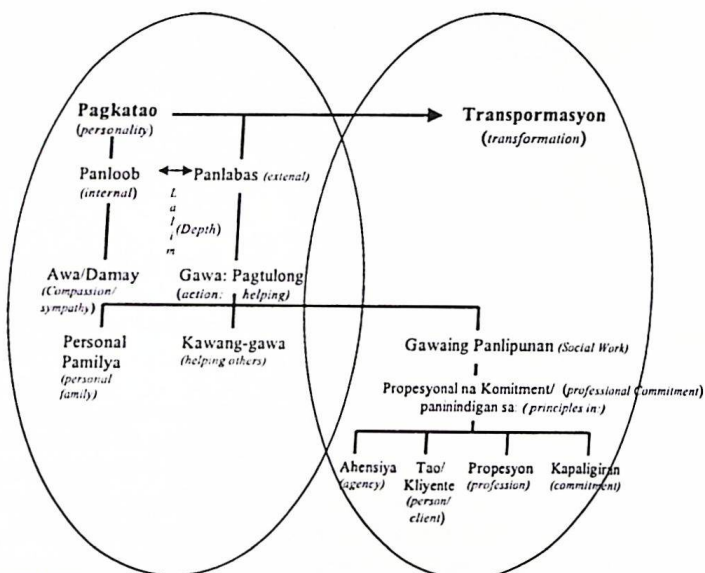 Pagkatao
(personality)
Transpormasyon
(transformation)
Panloob
(internal)
Panlabas (extenal)
Lalim
(Depth)
Awa/Damay
(Compassion/
sympathy)
Gawa: Pagtulong
(action: helping)
Personal
Pamilya
(personal
family)
Kawang-gawa
(helping others)
Gawaing Panlipunan (Social Work)
Propesyonal na Komitment/ (professional Commitment)
paninindigan sa: (principles in:)
Ahensiya
(agency)
Tao/
Kliyente
(person/
client)
Propesyon
(profession)
Kapaligiran
(commitment)